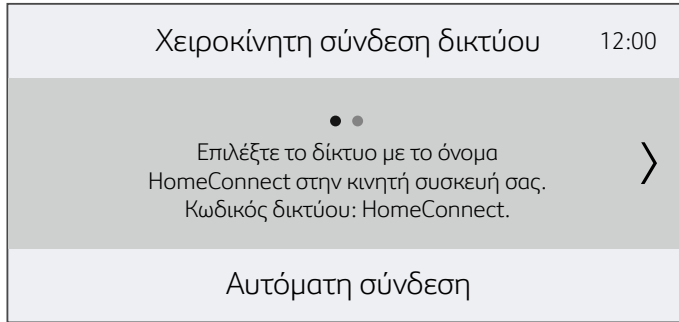 Χειροκίνητη σύνδεση δικτύου 12:00
Επιλέξτε το δίκτυο με το όνομα
HomeConnect στην κινητή συσκευή σας.
Κωδικός δικτύου: HomeConnect.
Αυτόματη σύνδεση